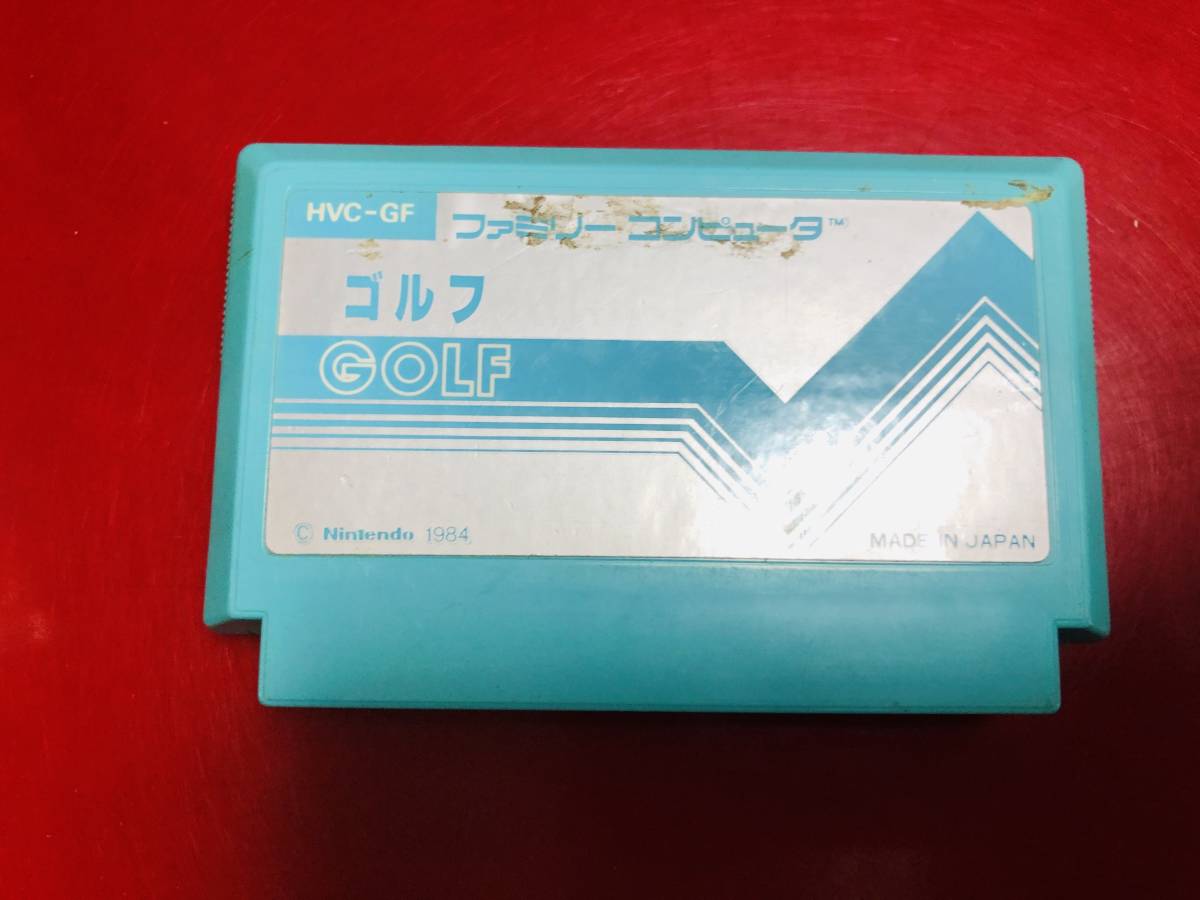 HVC-GF
ファミリー コンピュータ™
ゴルフ
GOLF
© Nintendo 1984
MADE IN JAPAN